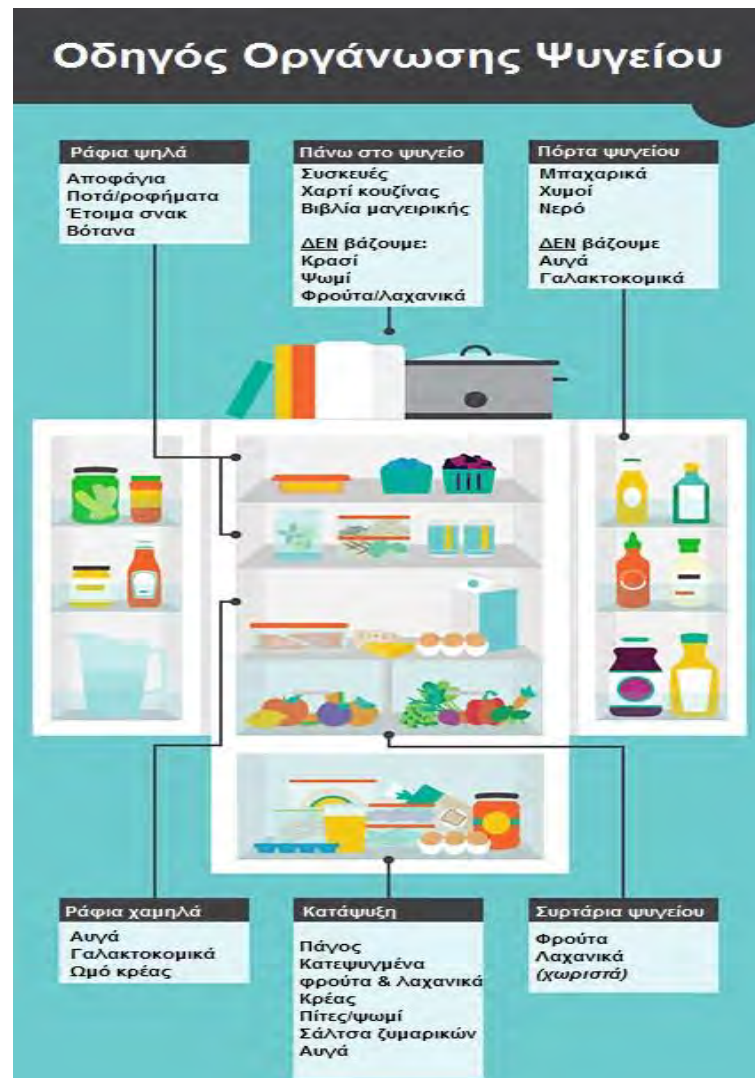 Οδηγός Οργάνωσης Ψυγείου
Ράφια ψηλά
Αποφάγια
Ποτά/ροφήματα
Έτοιμα σνακ
Βότανα
Πάνω στο ψυγείο
Συσκευές
Χαρτί κουζίνας
Βιβλία μαγειρικής
ΔΕΝ βάζουμε:
Κρασί
Ψωμί
Φρούτα/λαχανικά
Πόρτα ψυγείου
Μπαχαρικά
Χυμοί
Νερό
ΔΕΝ βάζουμε
Αυγά
Γαλακτοκομικά
Ράφια χαμηλά
Αυγά
Γαλακτοκομικά
Ωμό κρέας
Κατάψυξη
Πάγος
Κατεψυγμένα
φρούτα & λαχανικά
Κρέας
Πίτες/ψωμί
Σάλτσα ζυμαρικών
Αυγά
Συρτάρια ψυγείου
Φρούτα
Λαχανικά
(χωριστά)